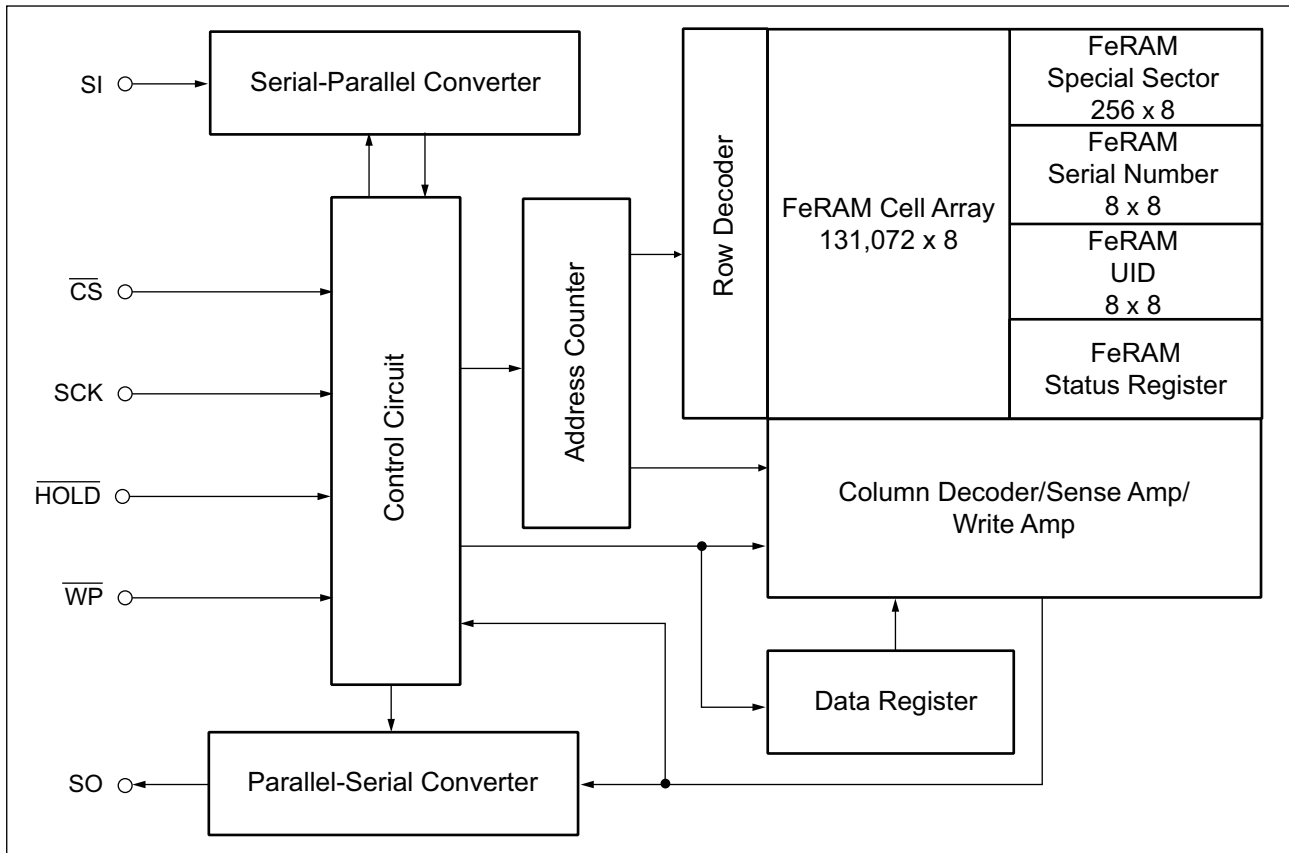 SI
Serial-Parallel Converter
CS
SCK
HOLD
WP
SO
Control Circuit
Address Counter
Row Decoder
FeRAM Cell Array
131,072 x 8
FeRAM
Special Sector
256 x 8
FeRAM
Serial Number
8 x 8
FeRAM
UID
8 x 8
FeRAM
Status Register
Column Decoder/Sense Amp/
Write Amp
Data Register
Parallel-Serial Converter